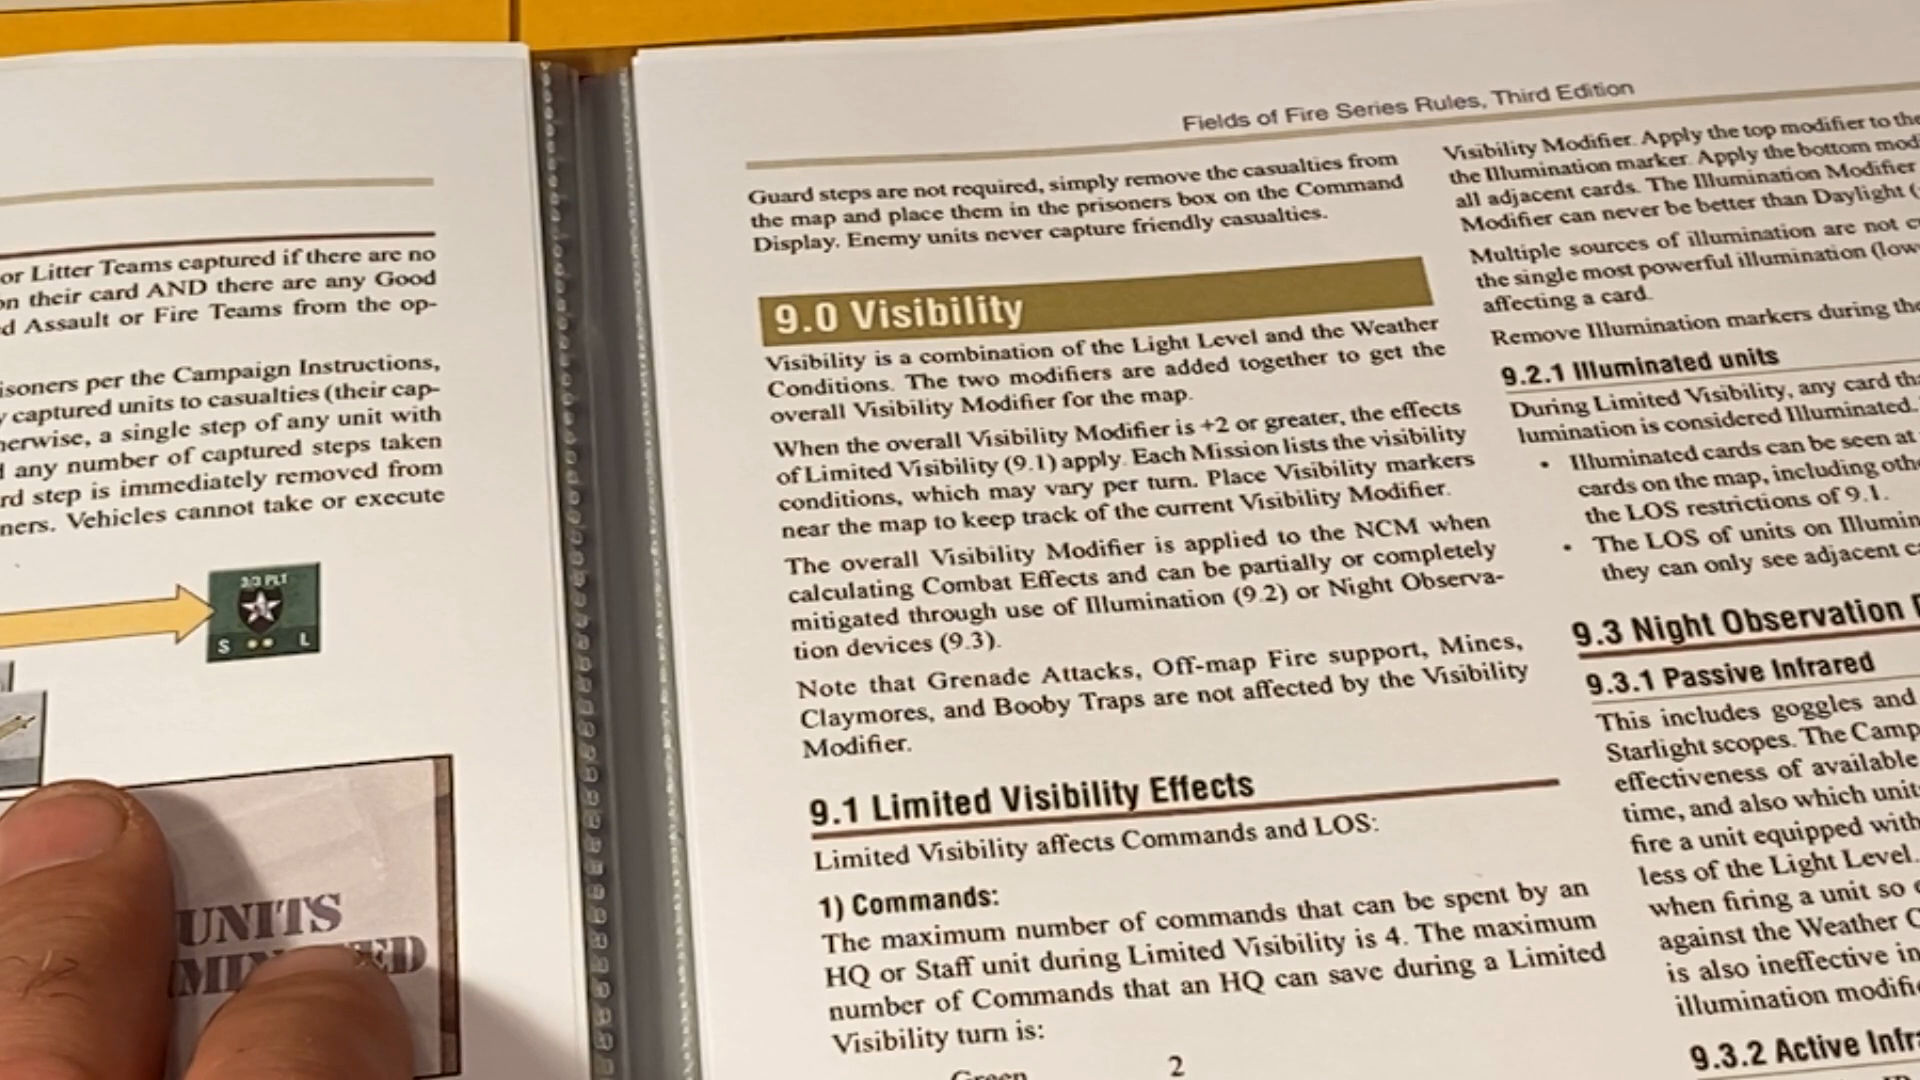 or Litter Teams captured if there are no
on their card AND there are any Good
d Assault or Fire Teams from the op-
isoners per the Campaign Instructions,
captured units to casualties (their cap-
herwise, a single step of any unit with
any number of captured steps taken
rd step is immediately removed from
ners. Vehicles cannot take or execute
3/3 PLT
S L
UNITS
Fields of Fire Series Rules, Third Edition
Guard steps are not required, simply remove the casualties from
the map and place them in the prisoners box on the Command
Display. Enemy units never capture friendly casualties.
9.0 Visibility
Visibility is a combination of the Light Level and the Weather
Conditions. The two modifiers are added together to get the
overall Visibility Modifier for the map.
When the overall Visibility Modifier is +2 or greater, the effects
of Limited Visibility (9.1) apply. Each Mission lists the visibility
conditions, which may vary per turn. Place Visibility markers
near the map to keep track of the current Visibility Modifier.
The overall Visibility Modifier is applied to the NCM when
calculating Combat Effects and can be partially or completely
mitigated through use of Illumination (9.2) or Night Observa-
tion devices (9.3).
Note that Grenade Attacks, Off-map Fire support, Mines,
Claymores, and Booby Traps are not affected by the Visibility
Modifier.
9.1 Limited Visibility Effects
Limited Visibility affects Commands and LOS:
1) Commands:
The maximum number of commands that can be spent by an
HQ or Staff unit during Limited Visibility is 4. The maximum
number of Commands that an HQ can save during a Limited
Visibility turn is:
Green 2
Visibility Modifier. Apply the top modifier to the
the Illumination marker. Apply the bottom mod
all adjacent cards. The Illumination Modifier
Modifier can never be better than Daylight (
Multiple sources of illumination are not c
the single most powerful illumination (low
affecting a card.
Remove Illumination markers during the
9.2.1 Illuminated units
During Limited Visibility, any card tha
lumination is considered Illuminated.
• Illuminated cards can be seen at
cards on the map, including oth
the LOS restrictions of 9.1.
• The LOS of units on Illumin
they can only see adjacent c
9.3 Night Observation
9.3.1 Passive Infrared
This includes goggles and
Starlight scopes. The Camp
effectiveness of available
time, and also which unit
fire a unit equipped with
less of the Light Level.
when firing a unit so
against the Weather C
is also ineffective in
illumination modifi
9.3.2 Active Infr